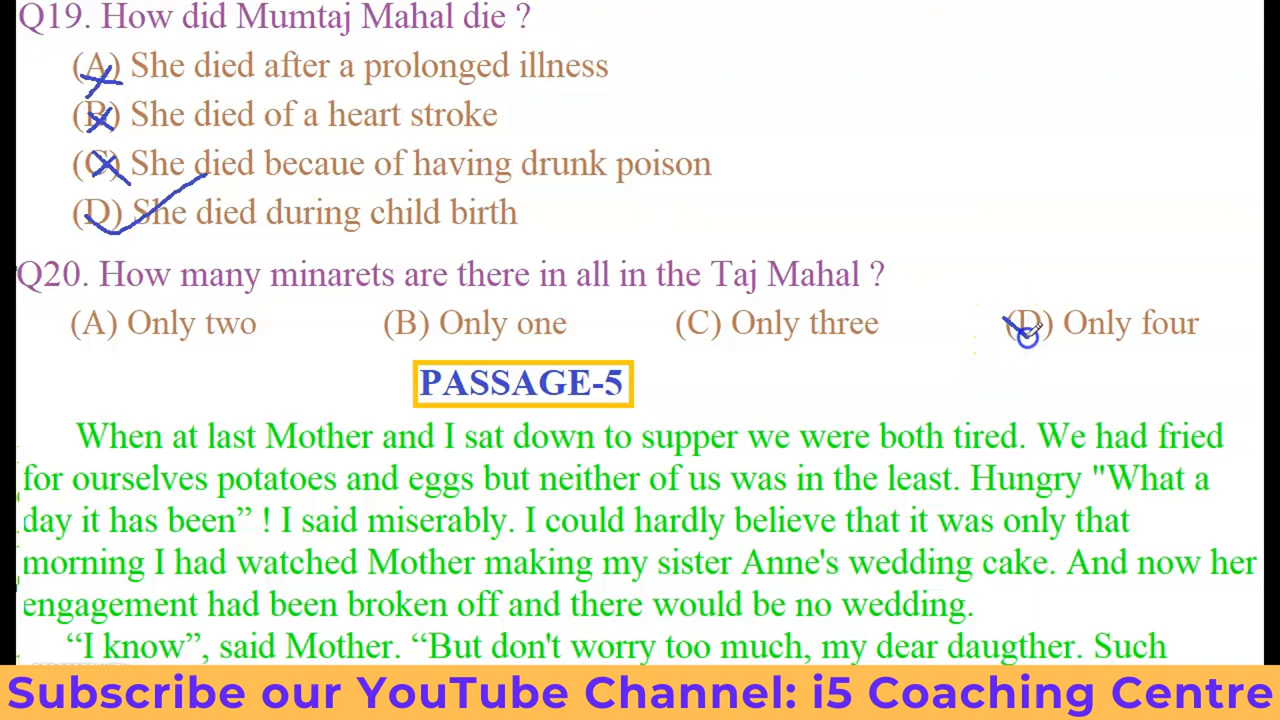 Q19. How did Mumtaj Mahal die ?
(A) She died after a prolonged illness
(B) She died of a heart stroke
(C) She died becaue of having drunk poison
(D) She died during child birth
Q20. How many minarets are there in all in the Taj Mahal ?
(A) Only two (B) Only one (C) Only three (D) Only four
PASSAGE-5
When at last Mother and I sat down to supper we were both tired. We had fried
for ourselves potatoes and eggs but neither of us was in the least. Hungry "What a
day it has been” ! I said miserably. I could hardly believe that it was only that
morning I had watched Mother making my sister Anne's wedding cake. And now her
engagement had been broken off and there would be no wedding.
“I know”, said Mother. “But don't worry too much, my dear daugther. Such
Subscribe our YouTube Channel: i5 Coaching Centre